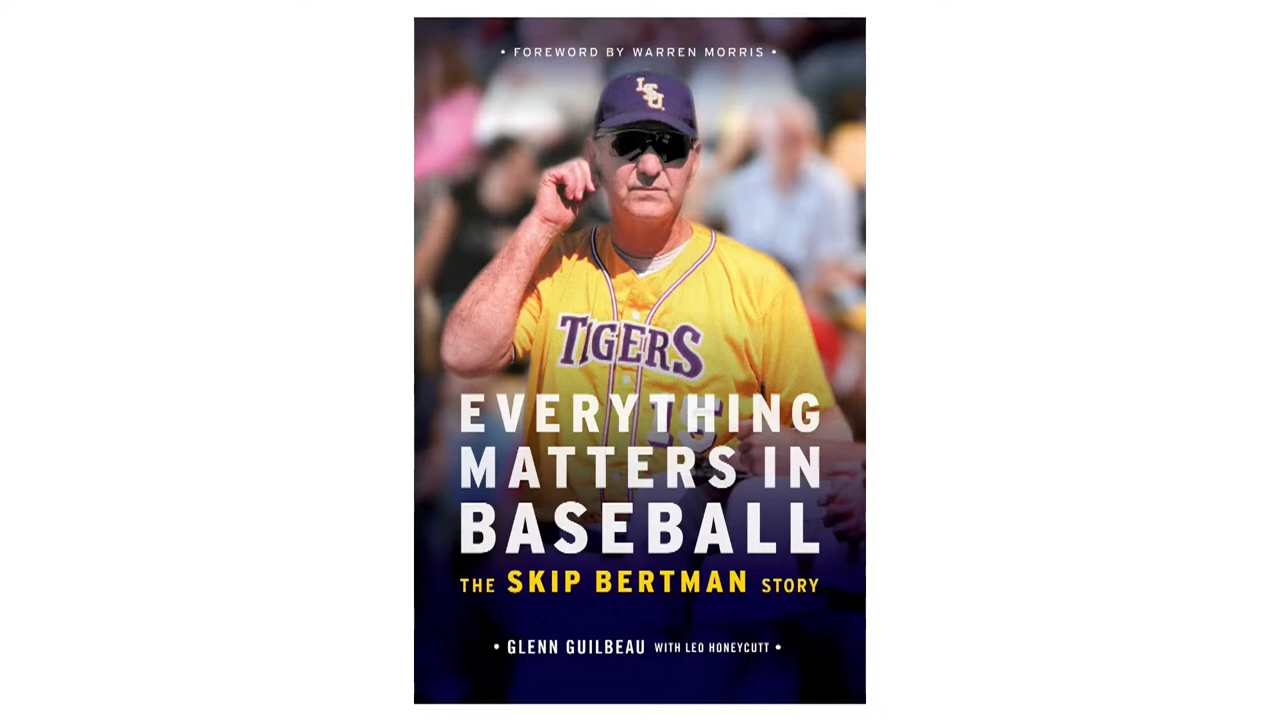 • FOREWORD BY WARREN MORRIS •
LSU
TIGERS
15
EVERYTHING
MATTERS IN
BASEBALL
THE SKIP BERTMAN STORY
• GLENN GUILBEAU WITH LEO HONEYCUTT •